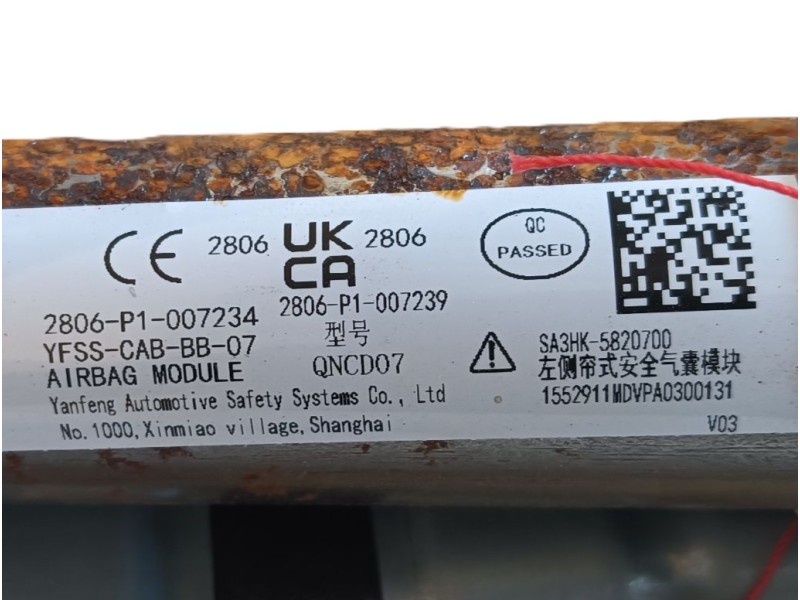 CE 2806 UK CA 2806
QC
PASSED
2806-P1-007234
YFSS-CAB-BB-07
AIRBAG MODULE
2806-P1-007239
型号
QNCD07
Yanfeng Automotive Safety Systems Co., Ltd
No.1000,Xinmiao village,Shanghai
SA3HK-5820700
左侧帘式安全气囊模块
1552911MDVPA0300131
V03